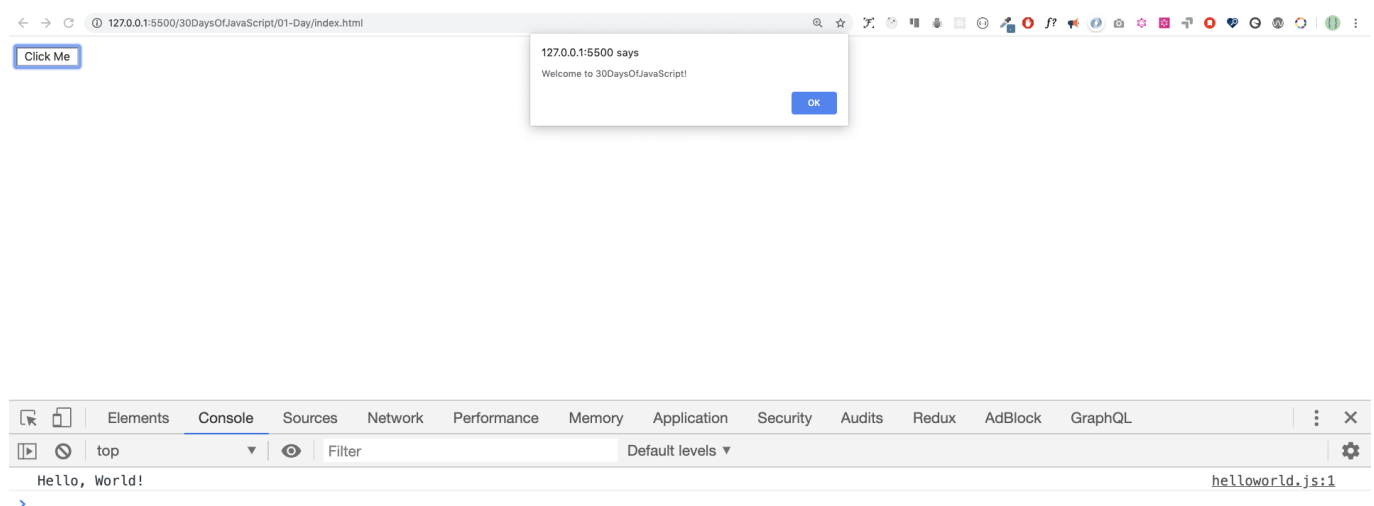 127.0.0.1:5500/30DaysOfJavaScript/01-Day/index.html
Click Me
127.0.0.1:5500 says
Welcome to 30DaysOfJavaScript!
OK
Elements Console Sources Network Performance Memory Application Security Audits Redux AdBlock GraphQL
top Filter Default levels
Hello, World! helloworld.js:1